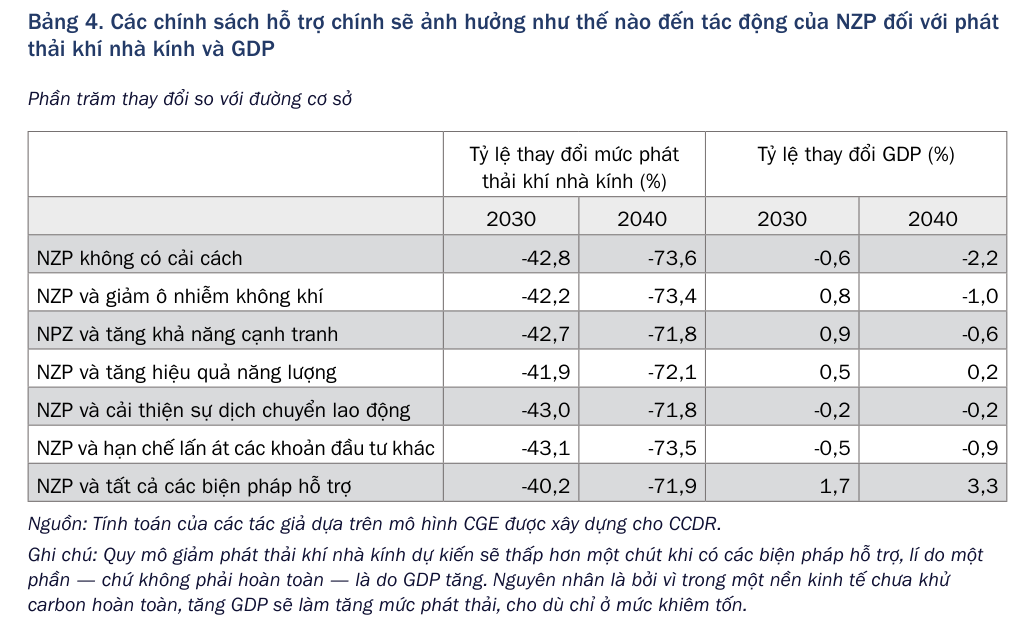 Bảng 4. Các chính sách hỗ trợ chính sẽ ảnh hưởng như thế nào đến tác động của NZP đối với phát
thải khí nhà kính và GDP
Phần trăm thay đổi so với đường cơ sở
Tỷ lệ thay đổi mức phát
thải khí nhà kính (%)
Tỷ lệ thay đổi GDP (%)
2030 2040 2030 2040
NZP không có cải cách -42,8 -73,6 -0,6 -2,2
NZP và giảm ô nhiễm không khí -42,2 -73,4 0,8 -1,0
NPZ và tăng khả năng cạnh tranh -42,7 -71,8 0,9 -0,6
NZP và tăng hiệu quả năng lượng -41,9 -72,1 0,5 0,2
NZP và cải thiện sự dịch chuyển lao động -43,0 -71,8 -0,2 -0,2
NZP và hạn chế lấn át các khoản đầu tư khác -43,1 -73,5 -0,5 -0,9
NZP và tất cả các biện pháp hỗ trợ -40,2 -71,9 1,7 3,3
Nguồn: Tính toán của các tác giả dựa trên mô hình CGE được xây dựng cho CCDR.
Ghi chú: Quy mô giảm phát thải khí nhà kính dự kiến sẽ thấp hơn một chút khi có các biện pháp hỗ trợ, lí do một
phần — chứ không phải hoàn toàn — là do GDP tăng. Nguyên nhân là bởi vì trong một nền kinh tế chưa khử
carbon hoàn toàn, tăng GDP sẽ làm tăng mức phát thải, cho dù chỉ ở mức khiêm tốn.